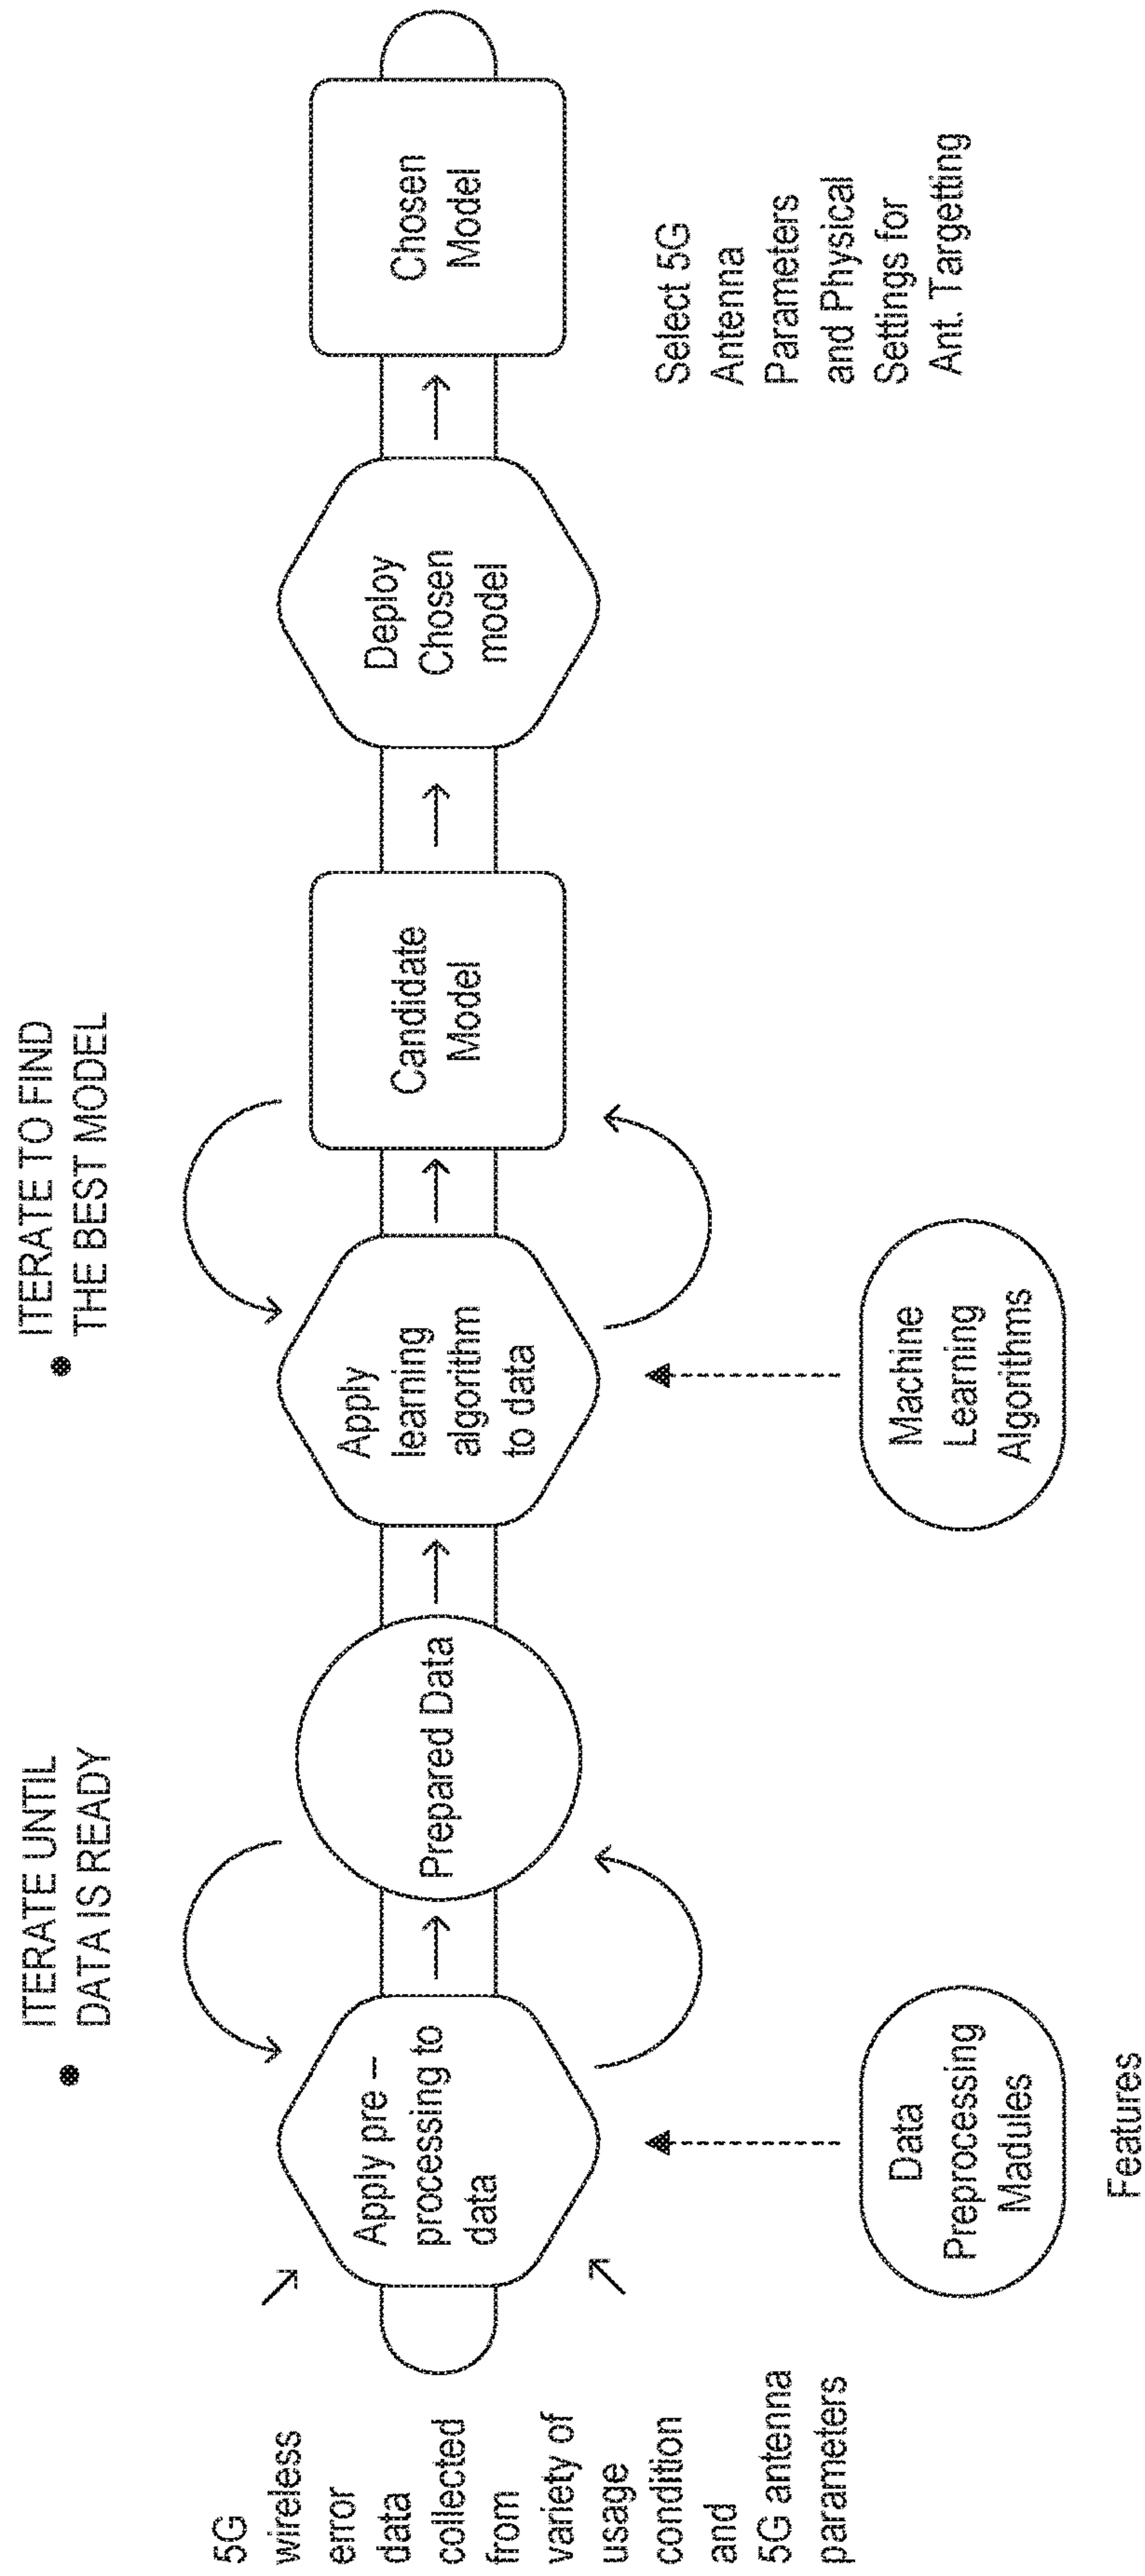 ITERATE UNTIL
DATA IS READY
ITERATE TO FIND
THE BEST MODEL
5G
wireless
error
data
collected
from
variety of
usage
condition
and
5G antenna
parameters
Apply pre –
processing to
data
Prepared Data
Apply
learning
algorithm
to data
Candidate
Model
Deploy
Chosen
model
Chosen
Model
Data
Preprocessing
Madules
Features
Machine
Learning
Algorithms
Select 5G
Antenna
Parameters
and Physical
Settings for
Ant. Targetting